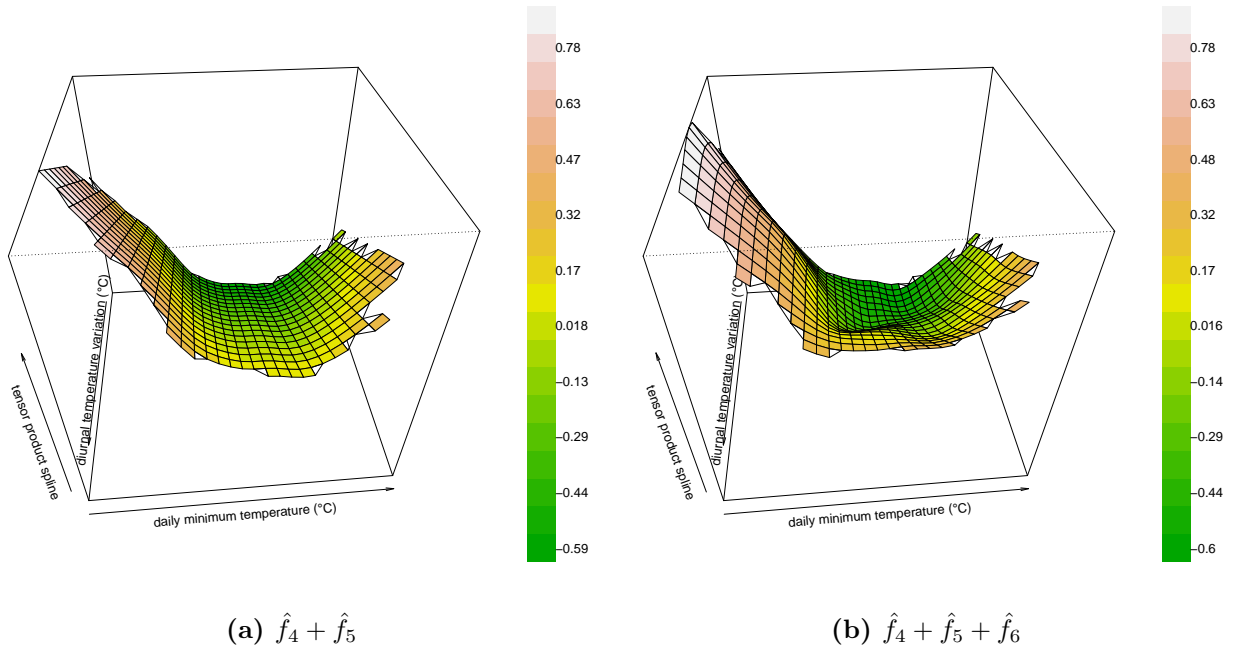 0.78
0.63
0.47
0.32
0.17
0.018
−0.13
−0.29
−0.44
−0.59
diurnal temperature variation (°C)
tensor product spline
daily minimum temperature (°C)
(a) f̂₄ + f̂₅
0.78
0.63
0.48
0.32
0.17
0.016
−0.14
−0.29
−0.44
−0.6
diurnal temperature variation (°C)
tensor product spline
daily minimum temperature (°C)
(b) f̂₄ + f̂₅ + f̂₆